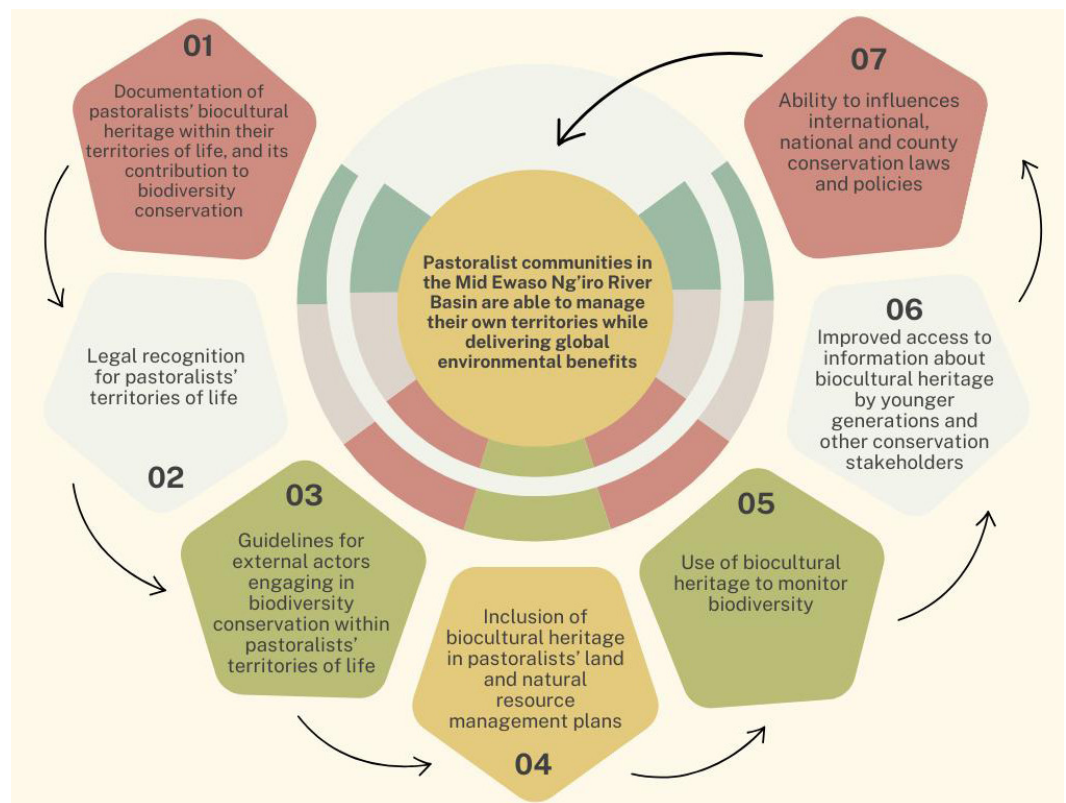 01
Documentation of
pastoralists’ biocultural
heritage within their
territories of life, and its
contribution to
biodiversity
conservation
Legal recognition
for pastoralists’
territories of life
02
03
Guidelines for
external actors
engaging in
biodiversity
conservation within
pastoralists’
territories of life
Inclusion of
biocultural heritage
in pastoralists’ land
and natural
resource
management plans
04
05
Use of biocultural
heritage to monitor
biodiversity
06
Improved access to
information about
biocultural heritage
by younger
generations and
other conservation
stakeholders
07
Ability to influences
international,
national and county
conservation laws
and policies
Pastoralist communities in
the Mid Ewaso Ng’iro River
Basin are able to manage
their own territories while
delivering global
environmental benefits